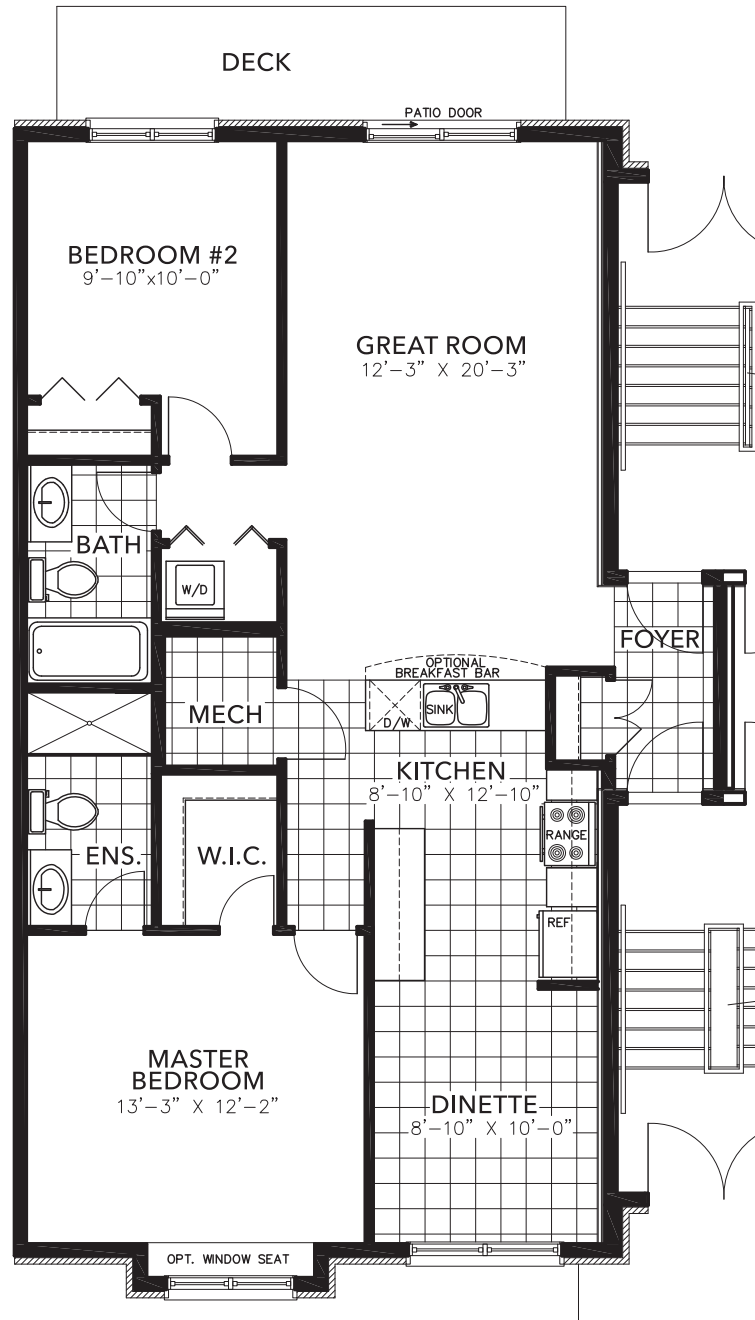 DECK
PATIO DOOR
BEDROOM #2
9'-10"x10'-0"
GREAT ROOM
12'-3" X 20'-3"
BATH
W/D
FOYER
OPTIONAL
BREAKFAST BAR
MECH
SINK
D/W
KITCHEN
8'-10" X 12'-10"
RANGE
ENS.
W.I.C.
REF
MASTER
BEDROOM
13'-3" X 12'-2"
DINETTE
8'-10" X 10'-0"
OPT. WINDOW SEAT